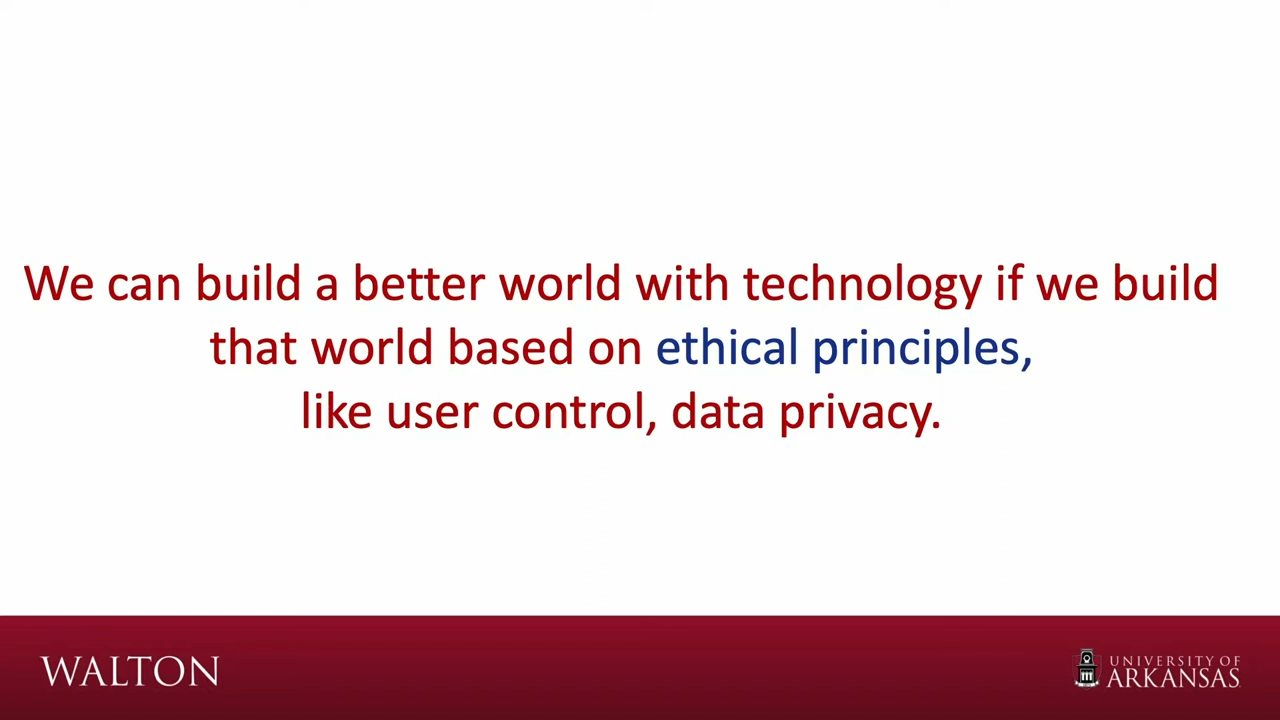 We can build a better world with technology if we build
that world based on ethical principles,
like user control, data privacy.
WALTON
UNIVERSITY OF
ARKANSAS